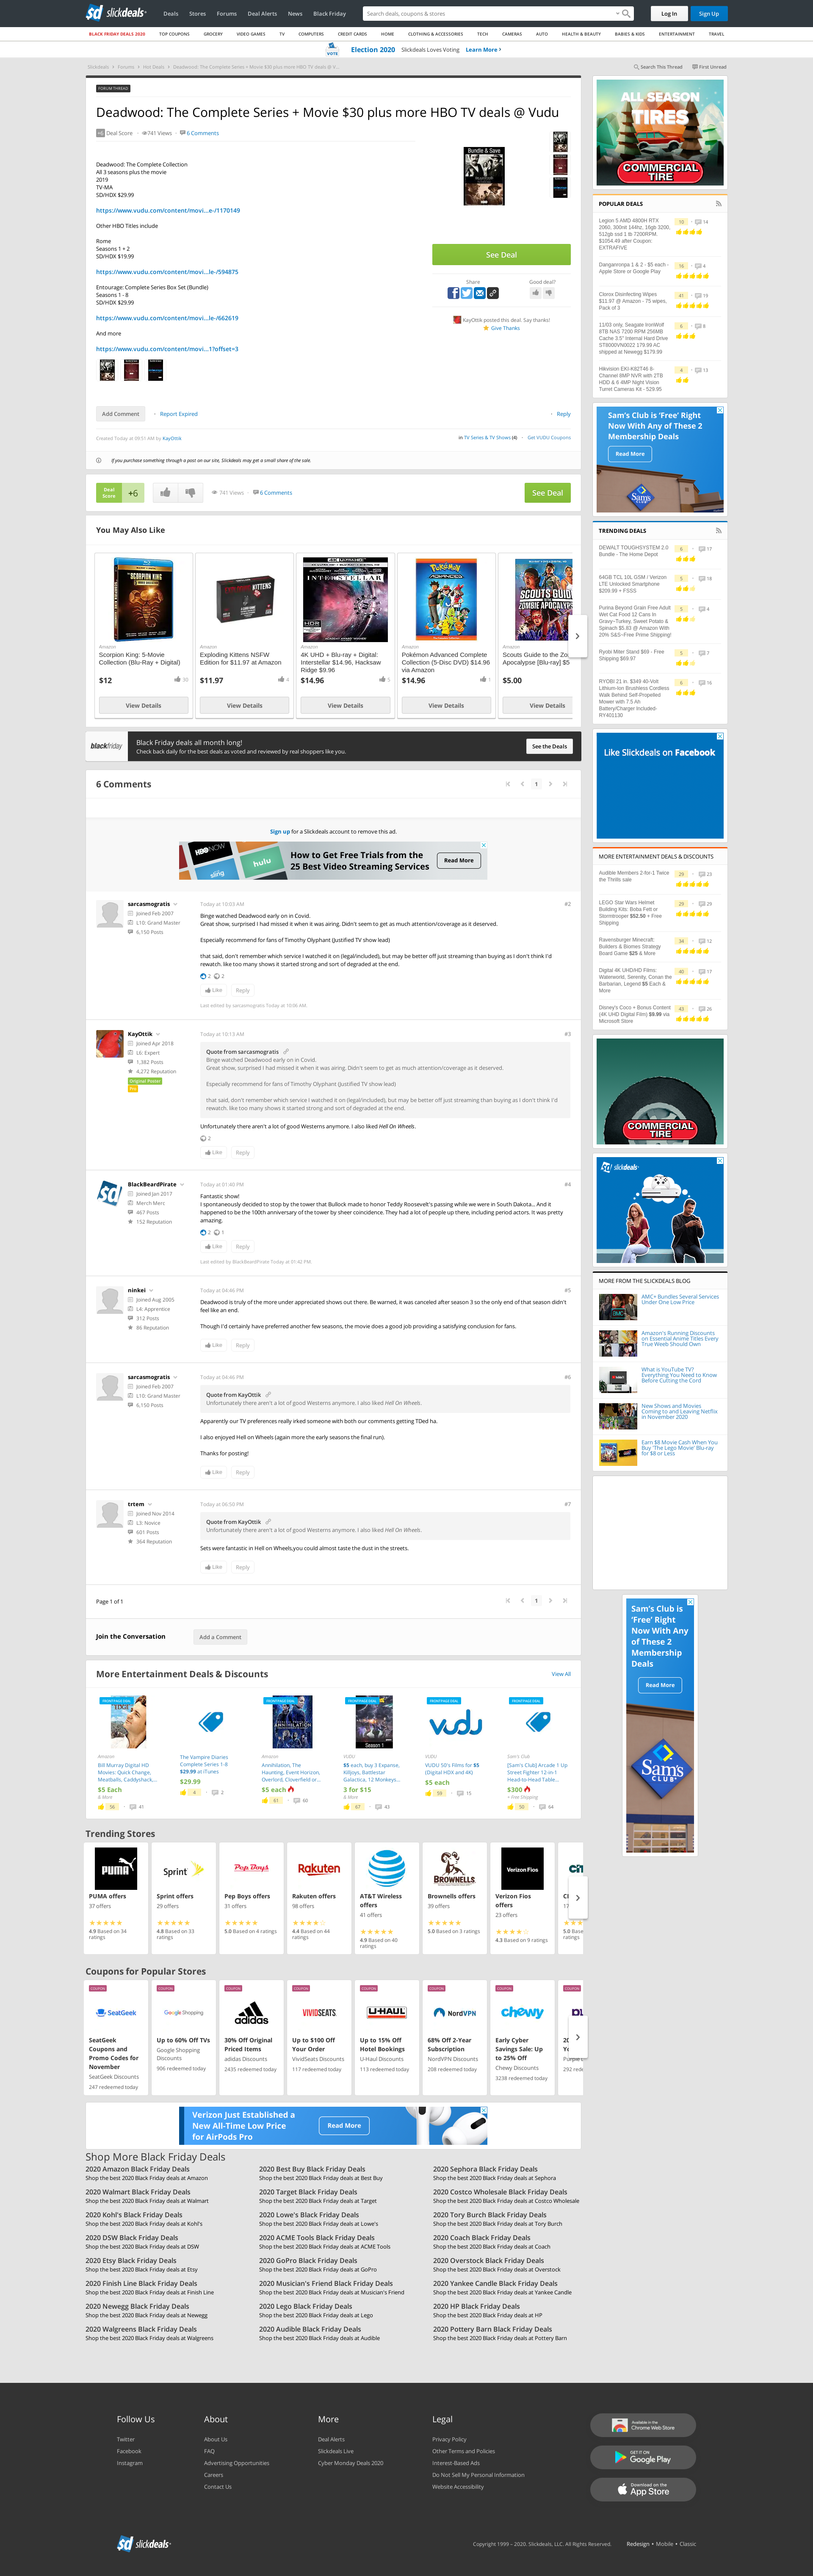 slickdeals
Deals Stores Forums Deal Alerts News Black Friday
Search deals, coupons & stores
Log In Sign Up
BLACK FRIDAY DEALS 2020 TOP COUPONS GROCERY VIDEO GAMES TV COMPUTERS CREDIT CARDS HOME CLOTHING & ACCESSORIES TECH CAMERAS AUTO HEALTH & BEAUTY BABIES & KIDS ENTERTAINMENT TRAVEL
VOTE Election 2020 Slickdeals Loves Voting Learn More
Slickdeals > Forums > Hot Deals > Deadwood: The Complete Series + Movie $30 plus more HBO TV deals @ V...
Search This Thread First Unread
FORUM THREAD
Deadwood: The Complete Series + Movie $30 plus more HBO TV deals @ Vudu
+6 Deal Score 741 Views 6 Comments
Deadwood: The Complete Collection
All 3 seasons plus the movie
2019
TV-MA
SD/HDX $29.99
https://www.vudu.com/content/movi...e-/1170149
Other HBO Titles include
Rome
Seasons 1 + 2
SD/HDX $19.99
https://www.vudu.com/content/movi...le-/594875
Entourage: Complete Series Box Set (Bundle)
Seasons 1 - 8
SD/HDX $29.99
https://www.vudu.com/content/movi...le-/662619
And more
https://www.vudu.com/content/movi...1?offset=3
Bundle & Save
See Deal
Share
Good deal?
KayOttik posted this deal. Say thanks!
Give Thanks
Add Comment Report Expired
Reply
Created Today at 09:51 AM by KayOttik
in TV Series & TV Shows (4) Get VUDU Coupons
If you purchase something through a post on our site, Slickdeals may get a small share of the sale.
Deal Score +6
741 Views 6 Comments
See Deal
You May Also Like
Amazon
Scorpion King: 5-Movie Collection (Blu-Ray + Digital)
$12 30
View Details
Amazon
Exploding Kittens NSFW Edition for $11.97 at Amazon
$11.97 4
View Details
Amazon
4K UHD + Blu-ray + Digital: Interstellar $14.96, Hacksaw Ridge $9.96
$14.96 5
View Details
Amazon
Pokémon Advanced Complete Collection (5-Disc DVD) $14.96 via Amazon
$14.96 1
View Details
Amazon
Scouts Guide to the Zo
Apocalypse [Blu-ray] $5
$5.00
View Details
blackfriday
Black Friday deals all month long!
Check back daily for the best deals as voted and reviewed by real shoppers like you.
See the Deals
6 Comments
1
Sign up for a Slickdeals account to remove this ad.
HBO NOW sling hulu
How to Get Free Trials from the 25 Best Video Streaming Services
Read More
sarcasmogratis
Joined Feb 2007
L10: Grand Master
6,150 Posts
Today at 10:03 AM
#2
Binge watched Deadwood early on in Covid.
Great show, surprised I had missed it when it was airing. Didn't seem to get as much attention/coverage as it deserved.
Especially recommend for fans of Timothy Olyphant (Justified TV show lead)
that said, don't remember which service I watched it on (legal/included), but may be better off just streaming than buying as I don't think I'd rewatch. like too many shows it started strong and sort of degraded at the end.
2 2
Like Reply
Last edited by sarcasmogratis Today at 10:06 AM.
KayOttik
Joined Apr 2018
L6: Expert
1,382 Posts
4,272 Reputation
Original Poster
Pro
Today at 10:13 AM
#3
Quote from sarcasmogratis
Binge watched Deadwood early on in Covid.
Great show, surprised I had missed it when it was airing. Didn't seem to get as much attention/coverage as it deserved.
Especially recommend for fans of Timothy Olyphant (Justified TV show lead)
that said, don't remember which service I watched it on (legal/included), but may be better off just streaming than buying as I don't think I'd rewatch. like too many shows it started strong and sort of degraded at the end.
Unfortunately there aren't a lot of good Westerns anymore. I also liked Hell On Wheels.
2
Like Reply
BlackBeardPirate
Joined Jan 2017
Merch Merc
467 Posts
152 Reputation
Today at 01:40 PM
#4
Fantastic show!
I spontaneously decided to stop by the tower that Bullock made to honor Teddy Roosevelt's passing while we were in South Dakota... And it happened to be the 100th anniversary of the tower by sheer coincidence. They had a lot of people up there, including period actors. It was pretty amazing.
2 1
Like Reply
Last edited by BlackBeardPirate Today at 01:42 PM.
ninkei
Joined Aug 2005
L4: Apprentice
312 Posts
86 Reputation
Today at 04:46 PM
#5
Deadwood is truly of the more under appreciated shows out there. Be warned, it was canceled after season 3 so the only end of that season didn't feel like an end.
Though I'd certainly have preferred another few seasons, the movie does a good job providing a satisfying conclusion for fans.
Like Reply
sarcasmogratis
Joined Feb 2007
L10: Grand Master
6,150 Posts
Today at 04:46 PM
#6
Quote from KayOttik
Unfortunately there aren't a lot of good Westerns anymore. I also liked Hell On Wheels.
Apparently our TV preferences really irked someone with both our comments getting TDed ha.
I also enjoyed Hell on Wheels (again more the early seasons the final run).
Thanks for posting!
Like Reply
trtem
Joined Nov 2014
L3: Novice
601 Posts
364 Reputation
Today at 06:50 PM
#7
Quote from KayOttik
Unfortunately there aren't a lot of good Westerns anymore. I also liked Hell On Wheels.
Sets were fantastic in Hell on Wheels,you could almost taste the dust in the streets.
Like Reply
Page 1 of 1
1
Join the Conversation
Add a Comment
More Entertainment Deals & Discounts
View All
FRONTPAGE DEAL
Amazon
Bill Murray Digital HD Movies: Quick Change, Meatballs, Caddyshack,...
$5 Each
& More
56 41
The Vampire Diaries Complete Series 1-8 $29.99 at iTunes
$29.99
4 2
FRONTPAGE DEAL
Amazon
Annihilation, The Haunting, Event Horizon, Overlord, Cloverfield or...
$5 each
61 60
FRONTPAGE DEAL
VUDU
$5 each, buy 3 Expanse, Killjoys, Battlestar Galactica, 12 Monkeys...
3 for $15
& More
67 43
FRONTPAGE DEAL
VUDU
VUDU 50's Films for $5 (Digital HDX and 4K)
$5 each
59 15
FRONTPAGE DEAL
Sam's Club
[Sam's Club] Arcade 1 Up Street Fighter 12-in-1 Head-to-Head Table...
$300
+ Free Shipping
50 64
Trending Stores
PUMA offers
37 offers
4.9 Based on 34 ratings
Sprint offers
29 offers
4.8 Based on 33 ratings
Pep Boys offers
31 offers
5.0 Based on 4 ratings
Rakuten offers
98 offers
4.4 Based on 44 ratings
AT&T Wireless offers
41 offers
4.9 Based on 40 ratings
Brownells offers
39 offers
5.0 Based on 3 ratings
Verizon Fios offers
23 offers
4.3 Based on 9 ratings
Coupons for Popular Stores
COUPON
SeatGeek Coupons and Promo Codes for November
SeatGeek Discounts
247 redeemed today
COUPON
Up to 60% Off TVs
Google Shopping Discounts
906 redeemed today
COUPON
30% Off Original Priced Items
adidas Discounts
2435 redeemed today
COUPON
Up to $100 Off Your Order
VividSeats Discounts
117 redeemed today
COUPON
Up to 15% Off Hotel Bookings
U-Haul Discounts
113 redeemed today
COUPON
68% Off 2-Year Subscription
NordVPN Discounts
208 redeemed today
COUPON
Early Cyber Savings Sale: Up to 25% Off
Chewy Discounts
3238 redeemed today
Verizon Just Established a New All-Time Low Price for AirPods Pro
Read More
Shop More Black Friday Deals
2020 Amazon Black Friday Deals
Shop the best 2020 Black Friday deals at Amazon
2020 Best Buy Black Friday Deals
Shop the best 2020 Black Friday deals at Best Buy
2020 Sephora Black Friday Deals
Shop the best 2020 Black Friday deals at Sephora
2020 Walmart Black Friday Deals
Shop the best 2020 Black Friday deals at Walmart
2020 Target Black Friday Deals
Shop the best 2020 Black Friday deals at Target
2020 Costco Wholesale Black Friday Deals
Shop the best 2020 Black Friday deals at Costco Wholesale
2020 Kohl's Black Friday Deals
Shop the best 2020 Black Friday deals at Kohl's
2020 Lowe's Black Friday Deals
Shop the best 2020 Black Friday deals at Lowe's
2020 Tory Burch Black Friday Deals
Shop the best 2020 Black Friday deals at Tory Burch
2020 DSW Black Friday Deals
Shop the best 2020 Black Friday deals at DSW
2020 ACME Tools Black Friday Deals
Shop the best 2020 Black Friday deals at ACME Tools
2020 Coach Black Friday Deals
Shop the best 2020 Black Friday deals at Coach
2020 Etsy Black Friday Deals
Shop the best 2020 Black Friday deals at Etsy
2020 GoPro Black Friday Deals
Shop the best 2020 Black Friday deals at GoPro
2020 Overstock Black Friday Deals
Shop the best 2020 Black Friday deals at Overstock
2020 Finish Line Black Friday Deals
Shop the best 2020 Black Friday deals at Finish Line
2020 Musician's Friend Black Friday Deals
Shop the best 2020 Black Friday deals at Musician's Friend
2020 Yankee Candle Black Friday Deals
Shop the best 2020 Black Friday deals at Yankee Candle
2020 Newegg Black Friday Deals
Shop the best 2020 Black Friday deals at Newegg
2020 Lego Black Friday Deals
Shop the best 2020 Black Friday deals at Lego
2020 HP Black Friday Deals
Shop the best 2020 Black Friday deals at HP
2020 Walgreens Black Friday Deals
Shop the best 2020 Black Friday deals at Walgreens
2020 Audible Black Friday Deals
Shop the best 2020 Black Friday deals at Audible
2020 Pottery Barn Black Friday Deals
Shop the best 2020 Black Friday deals at Pottery Barn
ALL SEASON TIRES
COMMERCIAL TIRE
POPULAR DEALS
Legion 5 AMD 4800H RTX 2060,.300nit 144hz, 16gb 3200, 512gb ssd 1 tb 7200RPM. $1054.49 after Coupon: EXTRAFIVE
10 14
Danganronpa 1 & 2 - $5 each - Apple Store or Google Play
16 4
Clorox Disinfecting Wipes $11.97 @ Amazon - 75 wipes, Pack of 3
41 19
11/03 only, Seagate IronWolf 8TB NAS 7200 RPM 256MB Cache 3.5" Internal Hard Drive ST8000VN0022 179.99 AC shipped at Newegg $179.99
6 8
Hikvision EKI-K82T46 8-Channel 8MP NVR with 2TB HDD & 6 4MP Night Vision Turret Cameras Kit - 529.95
4 13
Sam's Club is 'Free' Right Now With Any of These 2 Membership Deals
Read More
Sam's CLUB
TRENDING DEALS
DEWALT TOUGHSYSTEM 2.0 Bundle - The Home Depot
6 17
64GB TCL 10L GSM / Verizon LTE Unlocked Smartphone $209.99 + FSSS
5 16
Purina Beyond Grain Free Adult Wet Cat Food 12 Cans In Gravy~Turkey, Sweet Potato & Spinach $5.83 @ Amazon With 20% S&S~Free Prime Shipping!
5 4
Ryobi Miter Stand $69 - Free Shipping $69.97
5 7
RYOBI 21 in. $349 40-Volt Lithium-Ion Brushless Cordless Walk Behind Self-Propelled Mower with 7.5 Ah Battery/Charger Included-RY401130
6 16
Like Slickdeals on Facebook
MORE ENTERTAINMENT DEALS & DISCOUNTS
Audible Members 2-for-1 Twice the Thrills sale
28 23
LEGO Star Wars Helmet Building Kits: Boba Fett or Stormtrooper $52.50 + Free Shipping
28 29
Ravensburger Minecraft: Builders & Biomes Strategy Board Game $25 & More
34 12
Digital 4K UHD/HD Films: Waterworld, Serenity, Conan the Barbarian, Legend $5 Each & More
40 17
Disney's Coco + Bonus Content (4K UHD Digital Film) $9.99 via Microsoft Store
43 26
COMMERCIAL TIRE
slickdeals
MORE FROM THE SLICKDEALS BLOG
AMC+ Bundles Several Services Under One Low Price
Amazon's Running Discounts on Essential Anime Titles Every True Weeb Should Own
What is YouTube TV? Everything You Need to Know Before Cutting the Cord
New Shows and Movies Coming to and Leaving Netflix in November 2020
Earn $8 Movie Cash When You Buy 'The Lego Movie' Blu-ray for $8 or Less
Sam's Club is 'Free' Right Now With Any of These 2 Membership Deals
Read More
Sam's CLUB
Follow Us
Twitter
Facebook
Instagram
About
About Us
FAQ
Advertising Opportunities
Careers
Contact Us
More
Deal Alerts
Slickdeals Live
Cyber Monday Deals 2020
Legal
Privacy Policy
Other Terms and Policies
Interest-Based Ads
Do Not Sell My Personal Information
Website Accessibility
Available in the Chrome Web Store
GET IT ON Google Play
Download on the App Store
slickdeals
Copyright 1999 – 2020. Slickdeals, LLC. All Rights Reserved. Redesign • Mobile • Classic